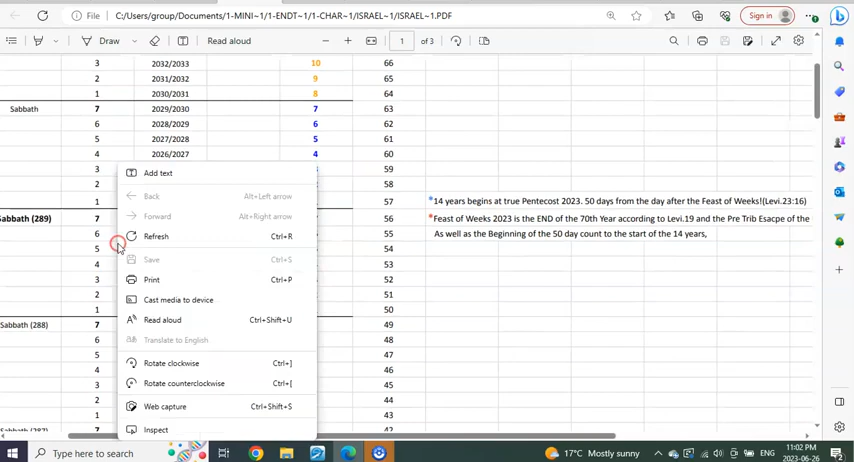 C:/Users/group/Documents/1-MINI~1/1-ENDT~1/1-CHAR~1/ISRAEL~1/ISRAEL~1.PDF
Sign in
Draw
Read aloud
1 of 3
3 2032/2033 10 66
2 2031/2032 9 65
1 2030/2031 8 64
Sabbath 7 2029/2030 7 63
6 2028/2029 6 62
5 2027/2028 5 61
4 2026/2027 4 60
3 59
2 58
1 57 *14 years begins at true Pentecost 2023. 50 days from the day after the Feast of Weeks!(Levi.23:16)
Sabbath (289) 7 56 *Feast of Weeks 2023 is the END of the 70th Year according to Levi.19 and the Pre Trib Esacpe of the
6 55 As well as the Beginning of the 50 day count to the start of the 14 years,
5 54
4 53
3 52
2 51
1 50
Sabbath (288) 7 49
6 48
5 47
4 46
3 45
2 44
1 43
Sabbath (287) 7 42
Add text
Back Alt+Left arrow
Forward Alt+Right arrow
Refresh Ctrl+R
Save Ctrl+S
Print Ctrl+P
Cast media to device
Read aloud Ctrl+Shift+U
Translate to English
Rotate clockwise Ctrl+]
Rotate counterclockwise Ctrl+[
Web capture Ctrl+Shift+S
Inspect
Type here to search
17°C Mostly sunny
ENG
11:02 PM
2023-06-26
2